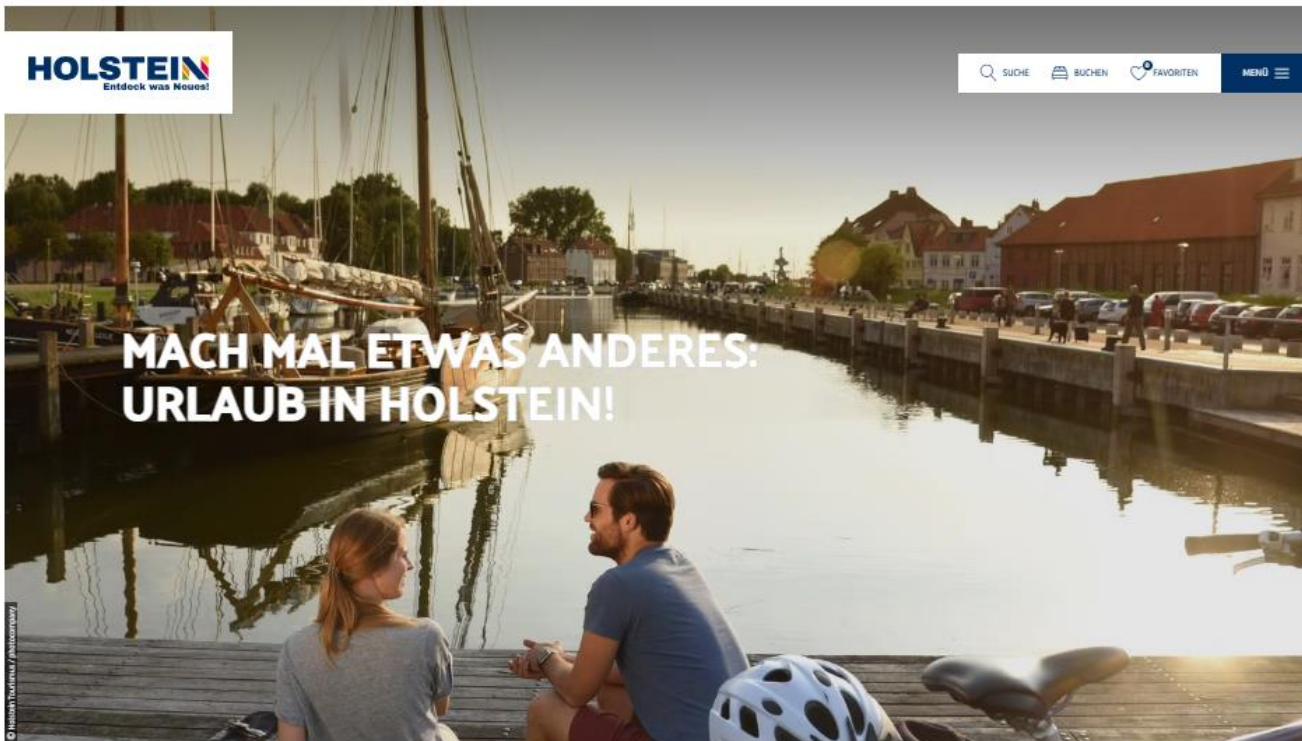 HOLSTEIN
Entdeck was Neues!
SUCHE
BUCHEN
0
FAVORITEN
MENÜ
MACH MAL ETWAS ANDERES:
URLAUB IN HOLSTEIN!
© Holstein Tourismus / photocompany